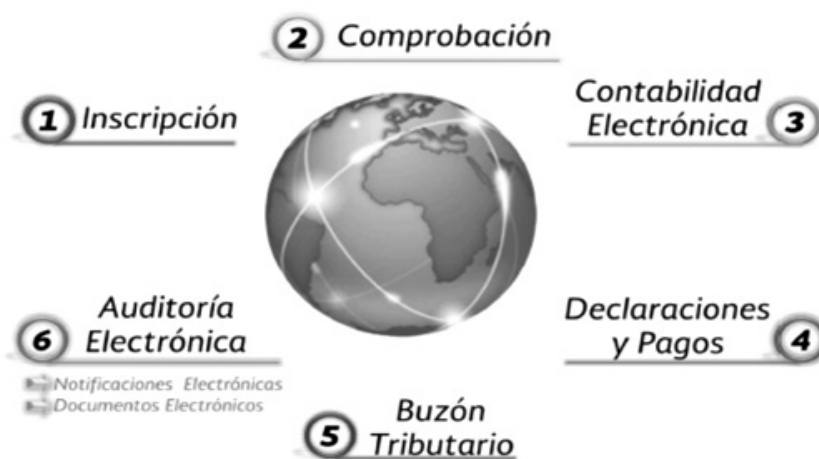 2 Comprobación
1 Inscripción
Contabilidad
Electrónica 3
Declaraciones
y Pagos 4
Buzón
5 Tributario
Auditoría
6 Electrónica
Notificaciones Electrónicas
Documentos Electrónicos